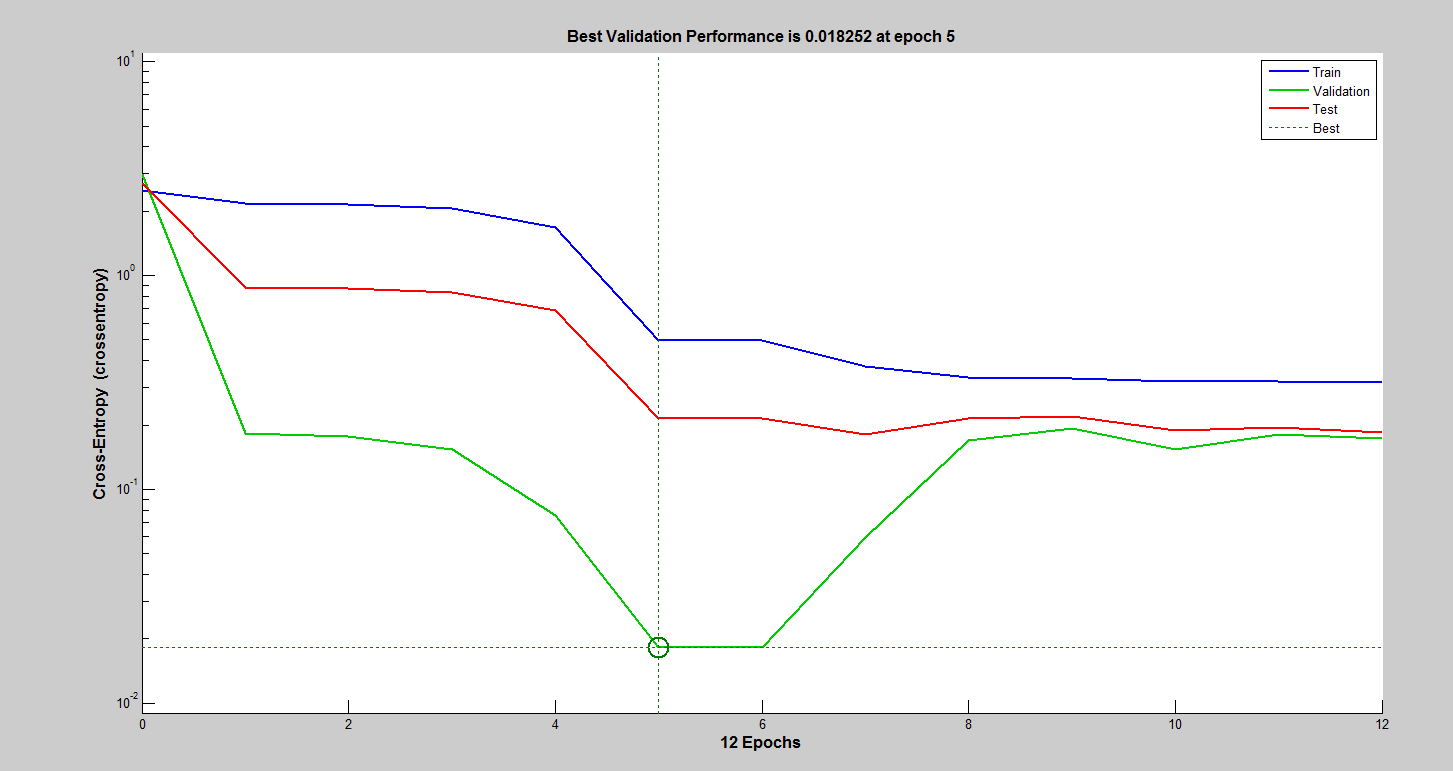 Best Validation Performance is 0.018252 at epoch 5
Train
Validation
Test
Best
10^1
10^0
10^-1
10^-2
Cross-Entropy (crossentropy)
0 2 4 6 8 10 12
12 Epochs